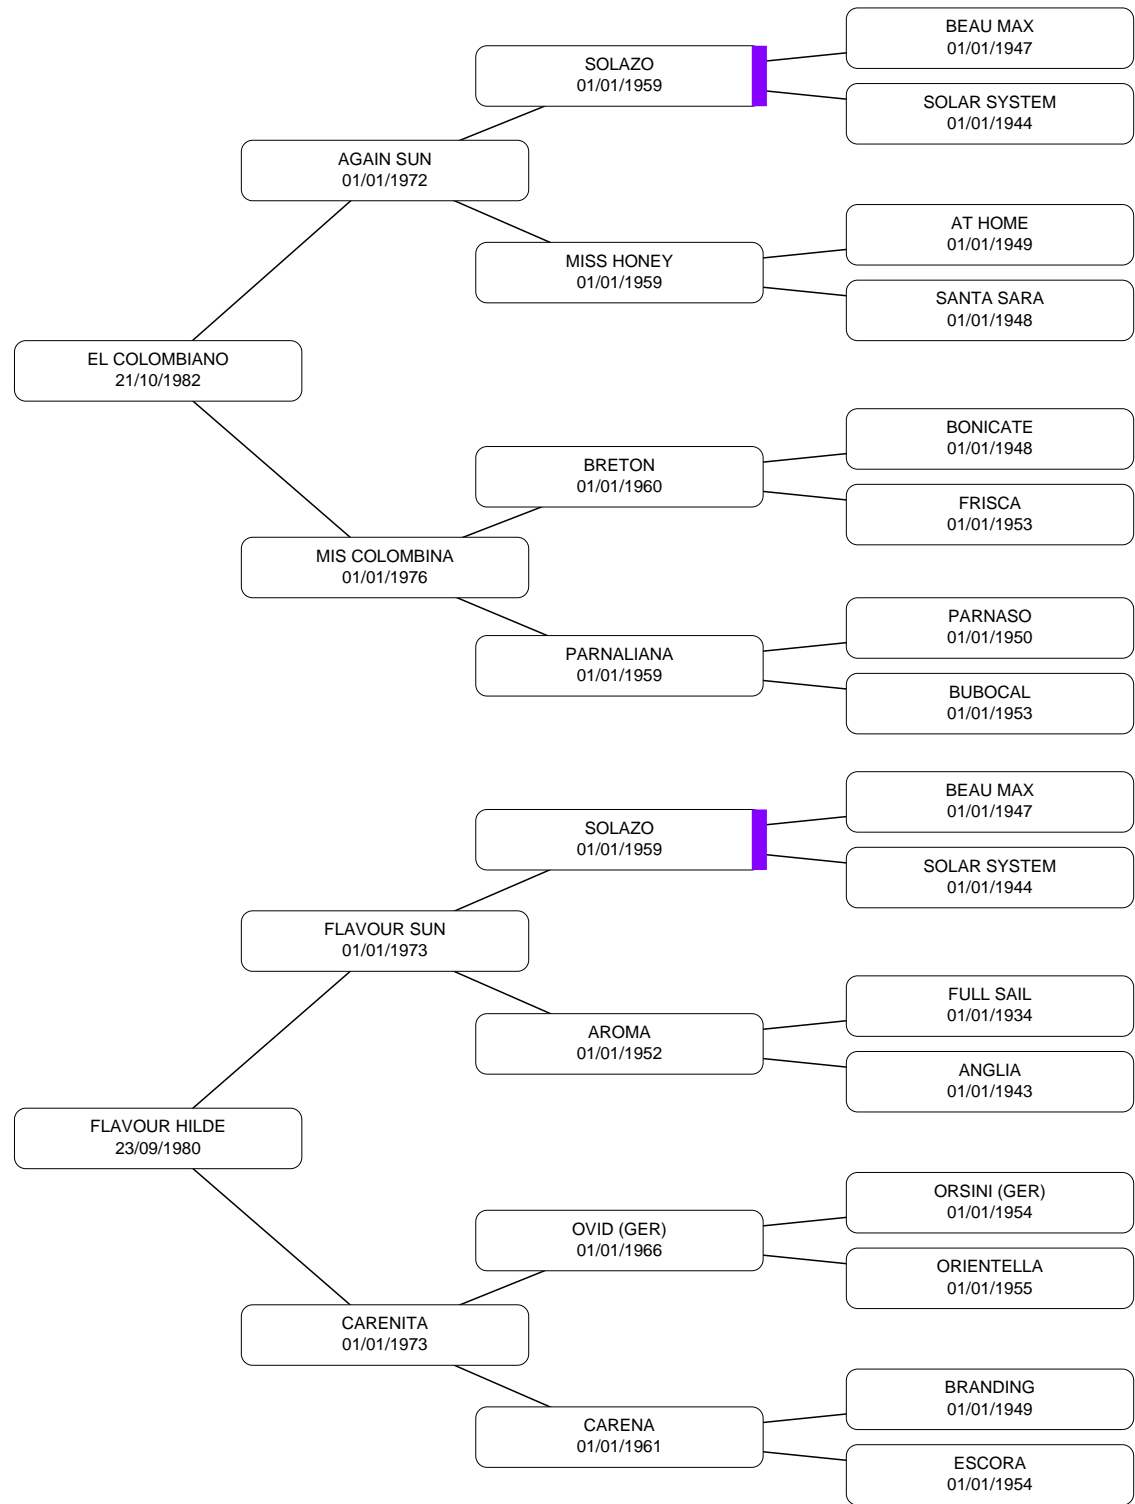 BEAU MAX
01/01/1947
SOLAZO
01/01/1959
SOLAR SYSTEM
01/01/1944
AGAIN SUN
01/01/1972
AT HOME
01/01/1949
MISS HONEY
01/01/1959
SANTA SARA
01/01/1948
EL COLOMBIANO
21/10/1982
BONICATE
01/01/1948
BRETON
01/01/1960
FRISCA
01/01/1953
MIS COLOMBINA
01/01/1976
PARNASO
01/01/1950
PARNALIANA
01/01/1959
BUBOCAL
01/01/1953
BEAU MAX
01/01/1947
SOLAZO
01/01/1959
SOLAR SYSTEM
01/01/1944
FLAVOUR SUN
01/01/1973
FULL SAIL
01/01/1934
AROMA
01/01/1952
ANGLIA
01/01/1943
FLAVOUR HILDE
23/09/1980
ORSINI (GER)
01/01/1954
OVID (GER)
01/01/1966
ORIENTELLA
01/01/1955
CARENITA
01/01/1973
BRANDING
01/01/1949
CARENA
01/01/1961
ESCORA
01/01/1954